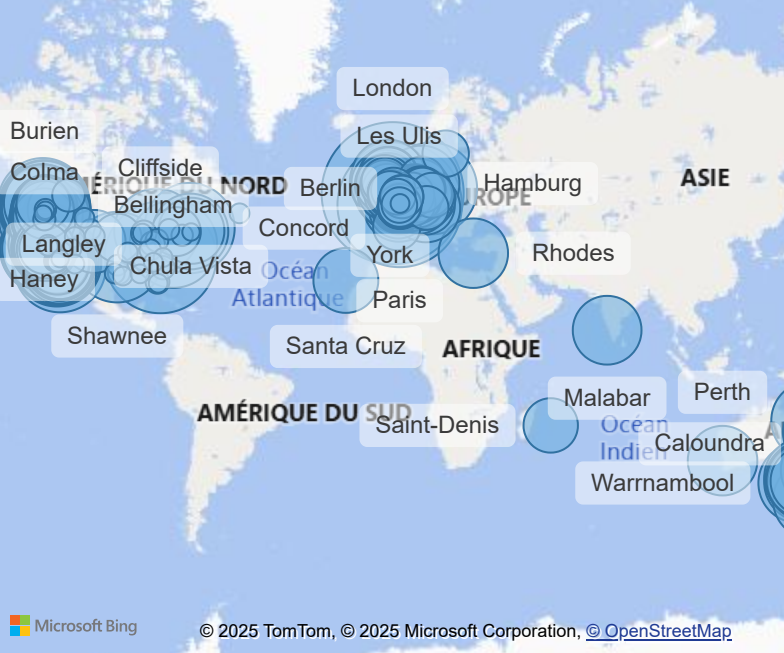 London
Burien
Les Ulis
Colma
Cliffside
ÉRIQUE DU NORD
Berlin
Hamburg
ROPE
ASIE
Bellingham
Concord
Langley
York
Rhodes
Haney
Chula Vista
Océan
Atlantique
Paris
Shawnee
Santa Cruz
AFRIQUE
Malabar
Perth
AMÉRIQUE DU SUD
Saint-Denis
Océan
Indien
Caloundra
Warrnambool
Microsoft Bing
© 2025 TomTom, © 2025 Microsoft Corporation, © OpenStreetMap